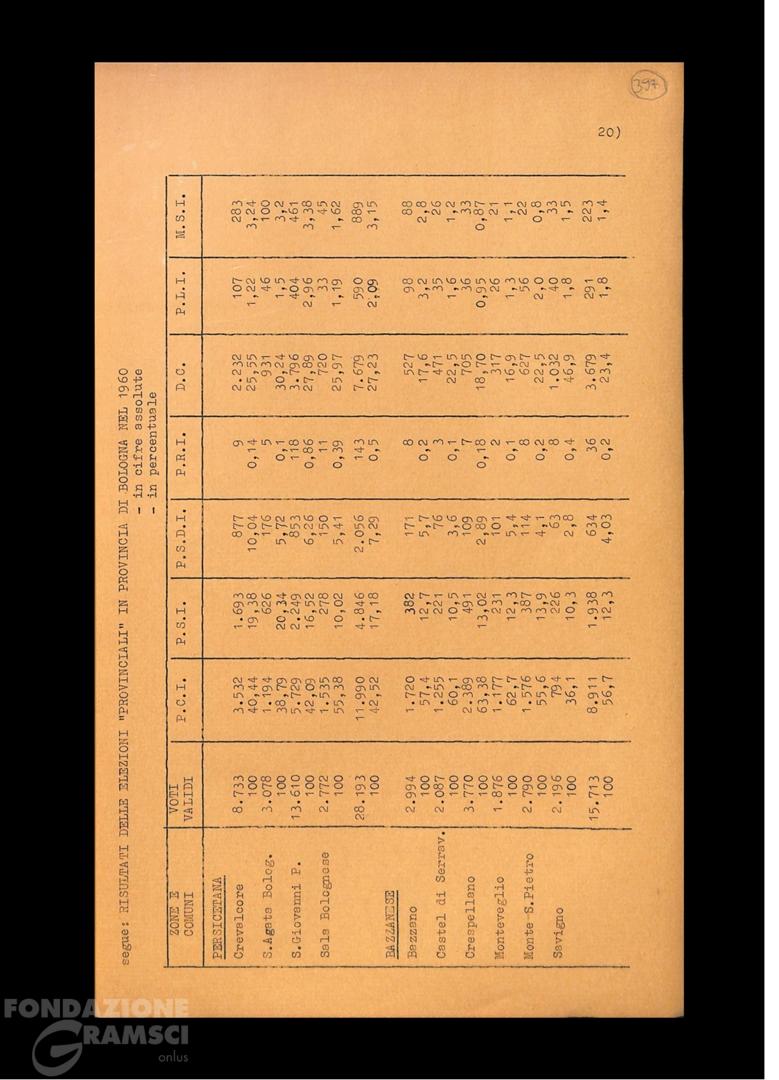 397
20)
segue: RISULTATI DELLE ELEZIONI "PROVINCIALI" IN PROVINCIA DI BOLOGNA NEL 1960
- in cifre assolute
- in percentuale
ZONE E COMUNI VOTI VALIDI P.C.I. P.S.I. P.S.D.I. P.R.I. D.C. P.L.I. M.S.I.
PERSICETANA
Crevalcore 8.733 3.532 1.693 877 9 2.232 107 283
100 40,44 19,38 10,04 0,14 25,55 1,22 3,24
S.Agata Bolog. 3.078 1.194 626 176 5 931 46 100
100 38,79 20,34 5,72 0,1 30,24 1,5 3,2
S.Giovanni P. 13.610 5.729 2.249 853 118 3.796 404 461
100 42,09 16,52 6,26 0,86 27,89 2,96 3,38
Sala Bolognese 2.772 1.535 278 150 11 720 33 45
100 55,38 10,02 5,41 0,39 25,97 1,19 1,62
28.193 11.990 4.846 2.056 143 7.679 590 889
100 42,52 17,18 7,29 0,5 27,23 2,09 3,15
BAZZANESE
Bazzano 2.994 1.720 382 171 8 527 98 88
100 57,4 12,7 5,7 0,2 17,6 3,2 2,8
Castel di Serrav. 2.087 1.255 221 76 3 471 35 26
100 60,1 10,5 3,6 0,1 22,5 1,6 1,2
Crespellano 3.770 2.389 491 109 7 705 36 33
100 63,38 13,02 2,89 0,18 18,70 0,95 0,87
Monteveglio 1.876 1.177 231 101 2 317 26 21
100 62,7 12,3 5,4 0,1 16,9 1,3 1,1
Monte S.Pietro 2.790 1.576 387 114 8 627 56 22
100 55,6 13,9 4,1 0,2 22,5 2,0 0,8
Savigno 2.196 794 226 63 8 1.032 40 33
100 36,1 10,3 2,8 0,4 46,9 1,8 1,5
15.713 8.911 1.938 634 36 3.679 291 223
100 56,7 12,3 4,03 0,2 23,4 1,8 1,4
FONDAZIONE
GRAMSCI
onlus